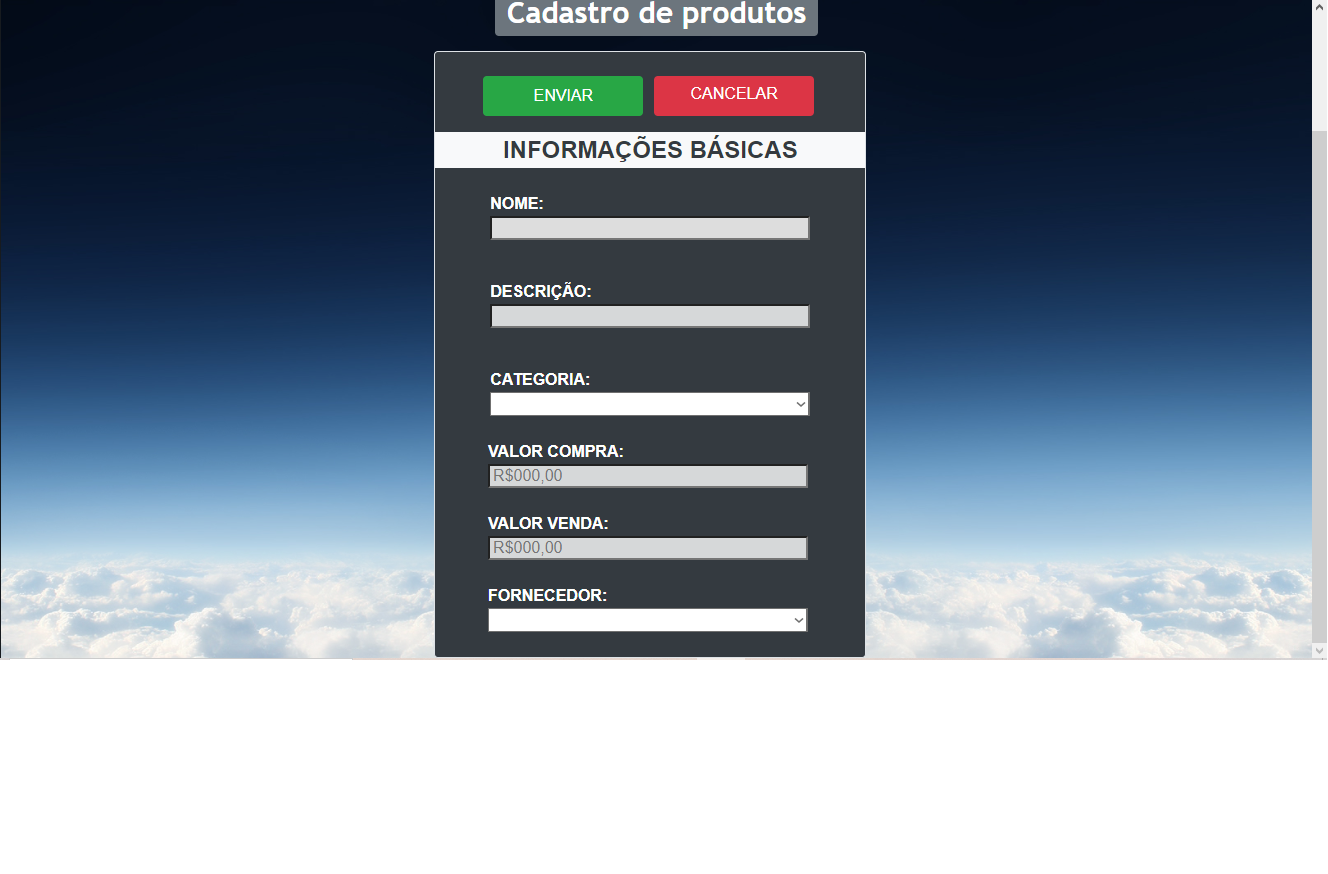 Cadastro de produtos
ENVIAR CANCELAR
INFORMAÇÕES BÁSICAS
NOME:
DESCRIÇÃO:
CATEGORIA:
VALOR COMPRA:
R$000,00
VALOR VENDA:
R$000,00
FORNECEDOR: